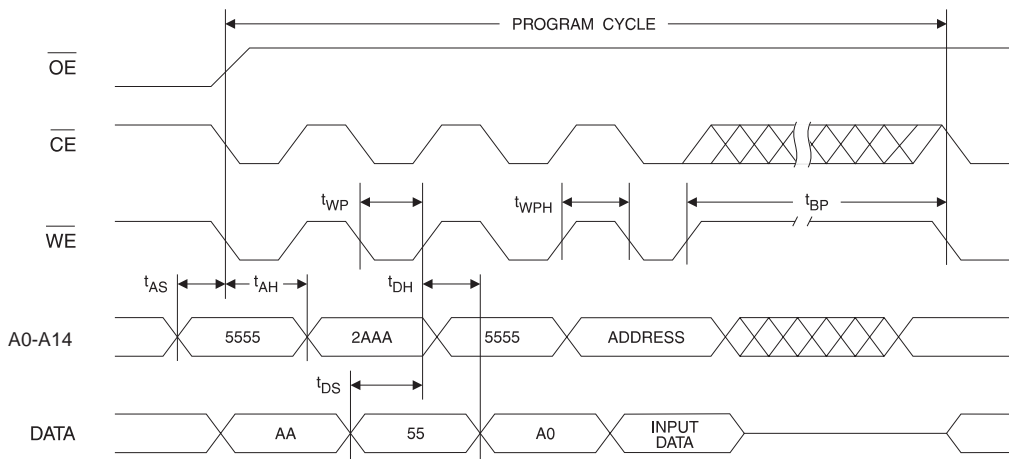 PROGRAM CYCLE
OE
CE
tWP
tWPH
tBP
WE
tAS
tAH
tDH
A0-A14
5555
2AAA
5555
ADDRESS
tDS
DATA
AA
55
A0
INPUT
DATA